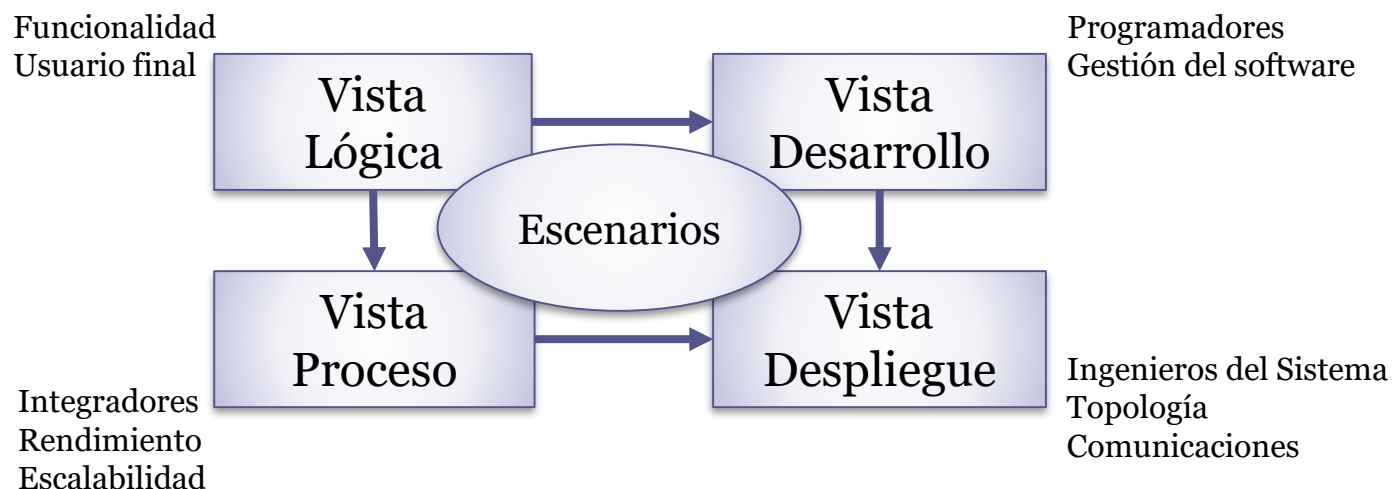 Funcionalidad
Usuario final
Programadores
Gestión del software
Vista
Lógica
Vista
Desarrollo
Escenarios
Vista
Proceso
Vista
Despliegue
Integradores
Rendimiento
Escalabilidad
Ingenieros del Sistema
Topología
Comunicaciones